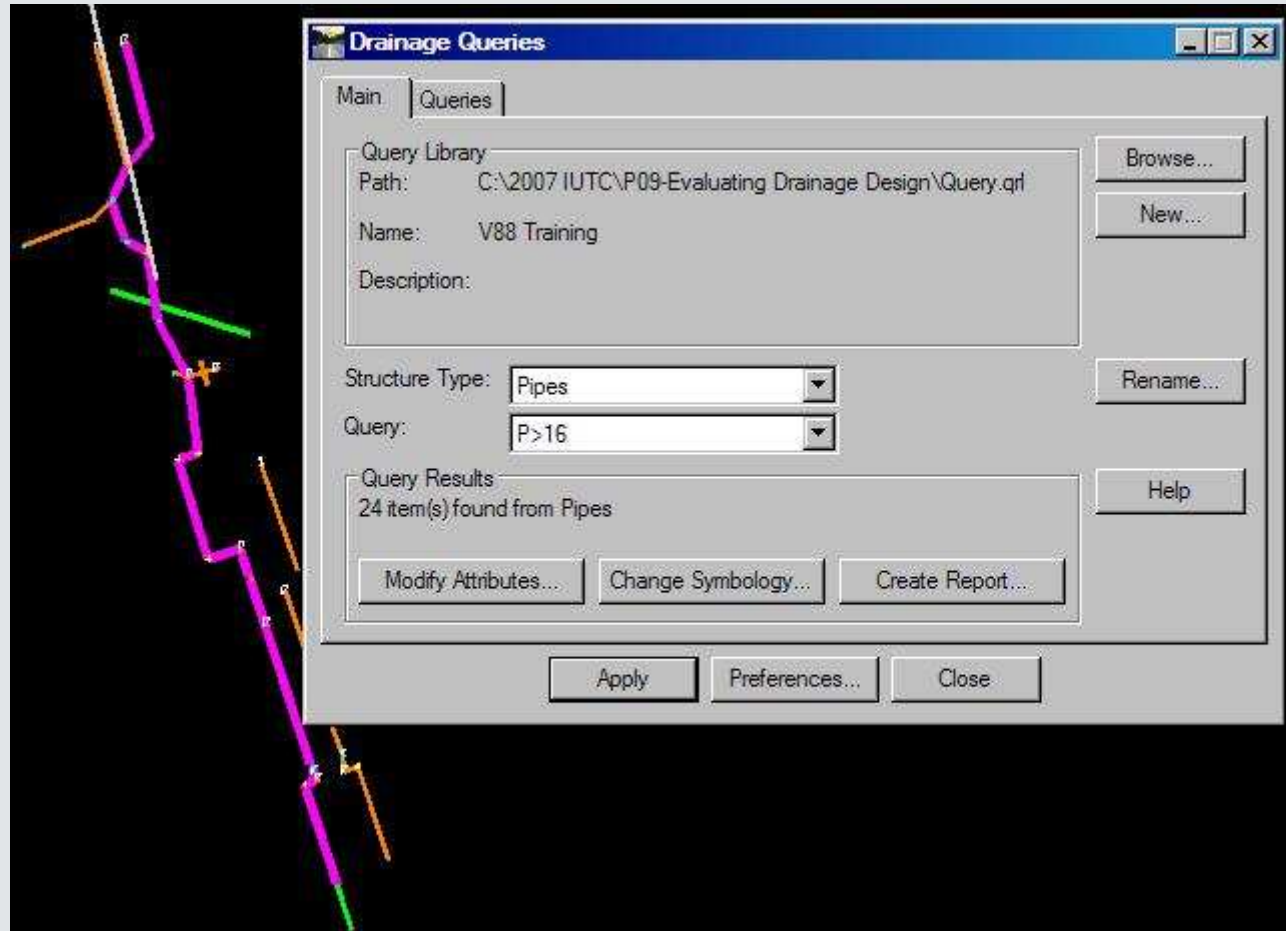 Drainage Queries
Main
Queries
Query Library
Path: C:\2007 IUTC\P09-Evaluating Drainage Design\Query.qrl
Name: V88 Training
Description:
Browse...
New...
Structure Type: Pipes
Rename...
Query: P>16
Query Results
24 item(s) found from Pipes
Help
Modify Attributes... Change Symbology... Create Report...
Apply Preferences... Close